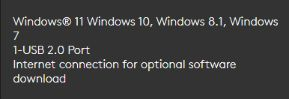 Windows® 11 Windows 10, Windows 8.1, Windows
7
1-USB 2.0 Port
Internet connection for optional software
download